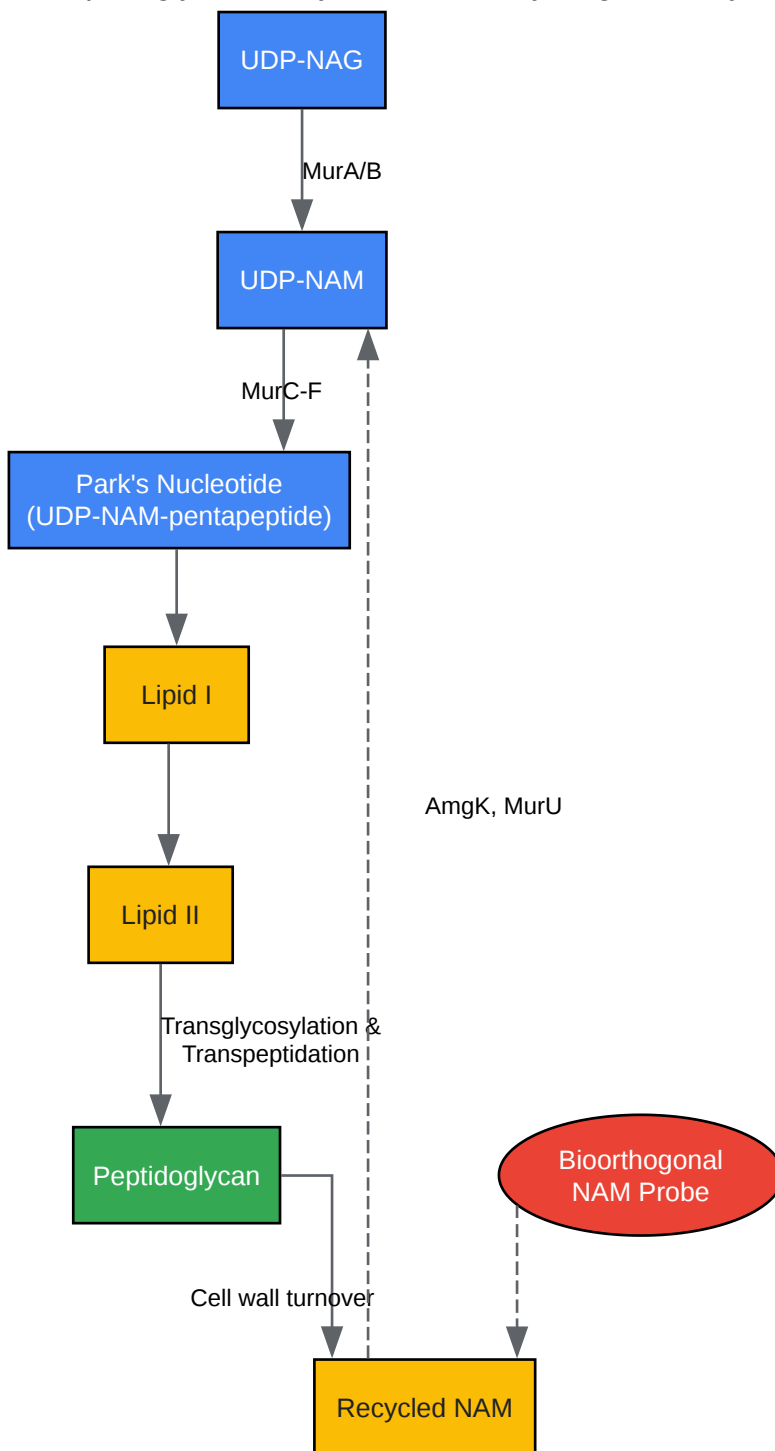 UDP-NAG
MurA/B
UDP-NAM
MurC-F
Park's Nucleotide
(UDP-NAM-pentapeptide)
Lipid I
AmgK, MurU
Lipid II
Transglycosylation &
Transpeptidation
Peptidoglycan
Bioorthogonal
NAM Probe
Cell wall turnover
Recycled NAM